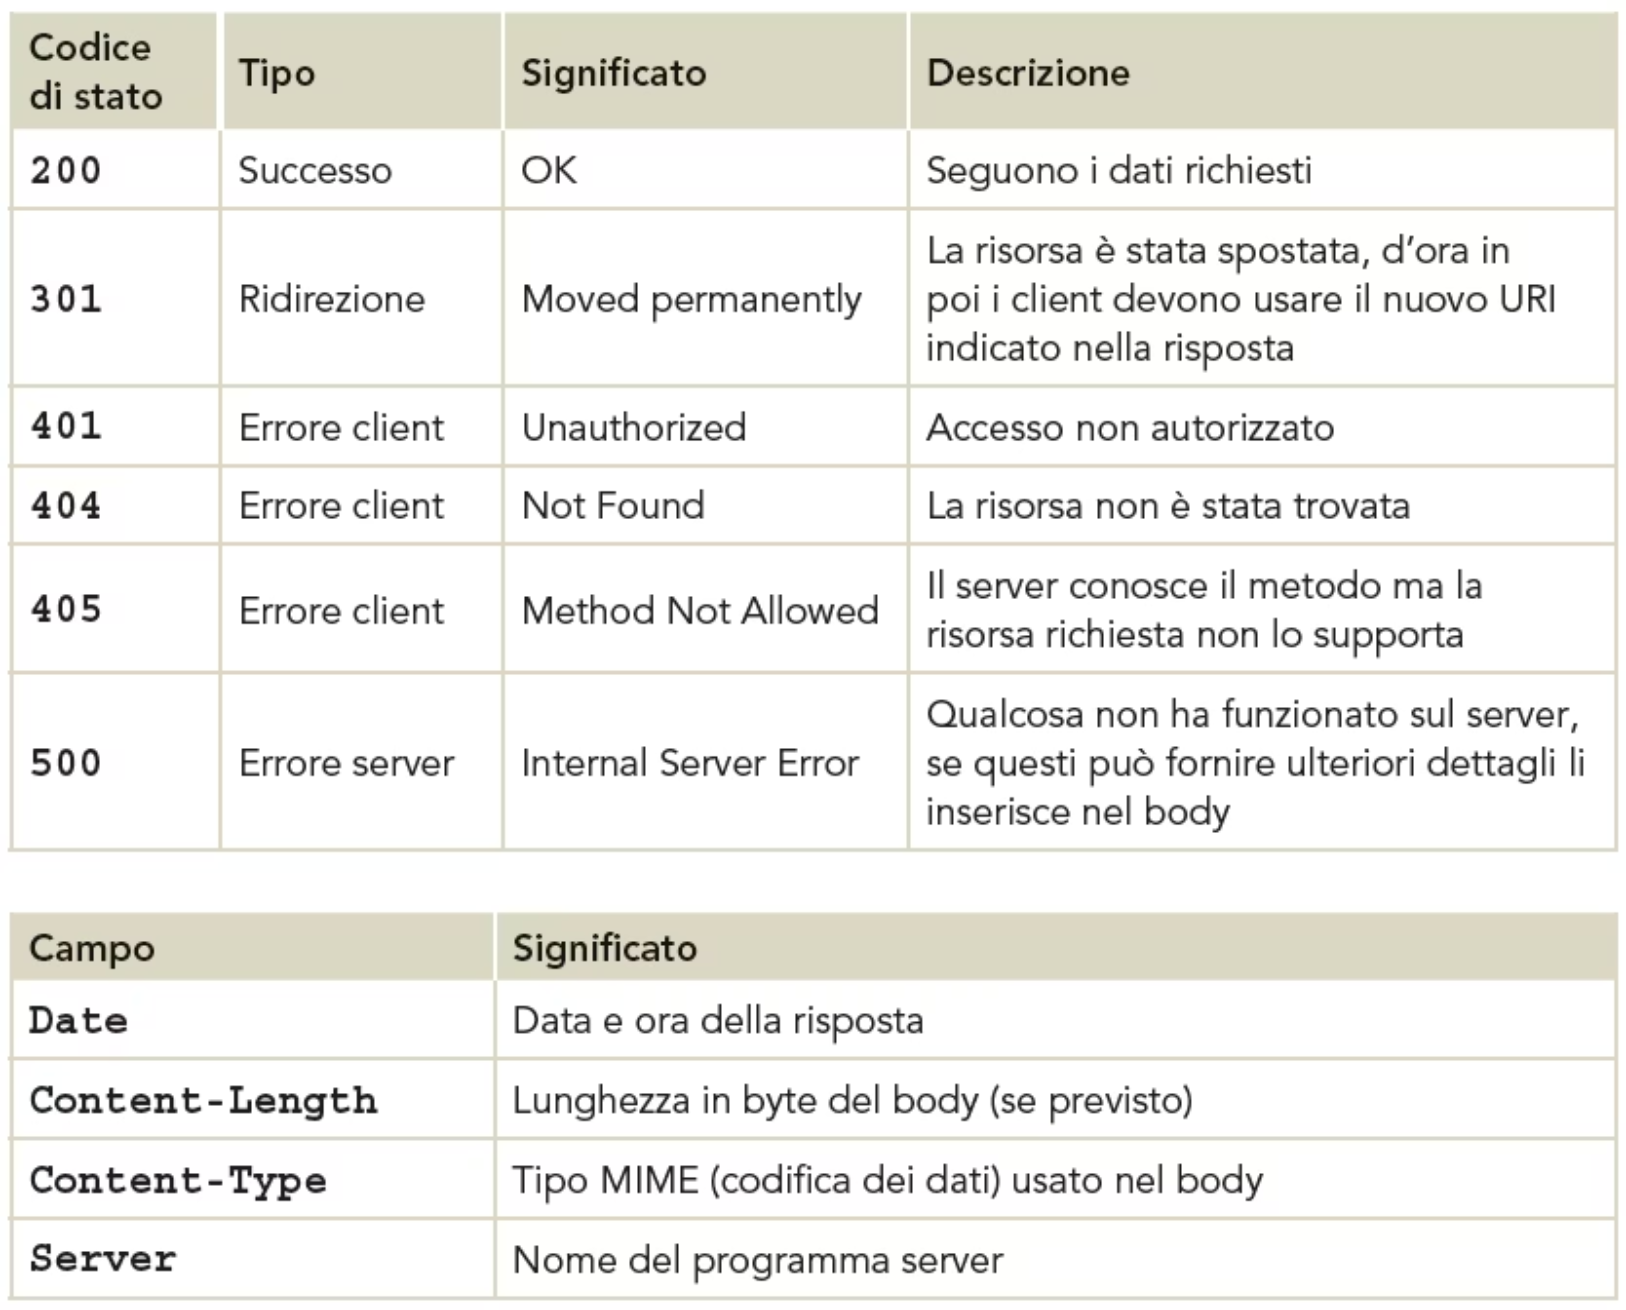 Codice
di stato
Tipo
Significato
Descrizione
200
Successo
OK
Seguono i dati richiesti
301
Ridirezione
Moved permanently
La risorsa è stata spostata, d’ora in
poi i client devono usare il nuovo URI
indicato nella risposta
401
Errore client
Unauthorized
Accesso non autorizzato
404
Errore client
Not Found
La risorsa non è stata trovata
405
Errore client
Method Not Allowed
Il server conosce il metodo ma la
risorsa richiesta non lo supporta
500
Errore server
Internal Server Error
Qualcosa non ha funzionato sul server,
se questi può fornire ulteriori dettagli li
inserisce nel body
Campo
Significato
Date
Data e ora della risposta
Content-Length
Lunghezza in byte del body (se previsto)
Content-Type
Tipo MIME (codifica dei dati) usato nel body
Server
Nome del programma server